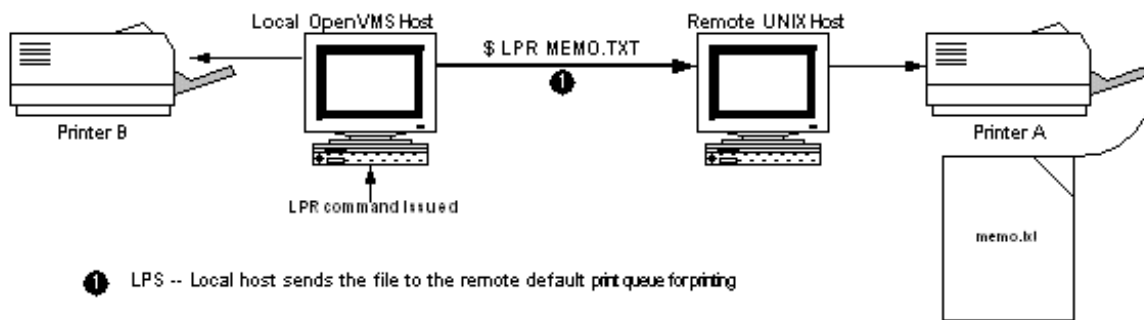 Local OpenVMS Host
Remote UNIX Host
$ LPR MEMO.TXT
1
Printer B
Printer A
LPR command issued
memo.txt
1 LPS -- Local host sends the file to the remote default print queue for printing